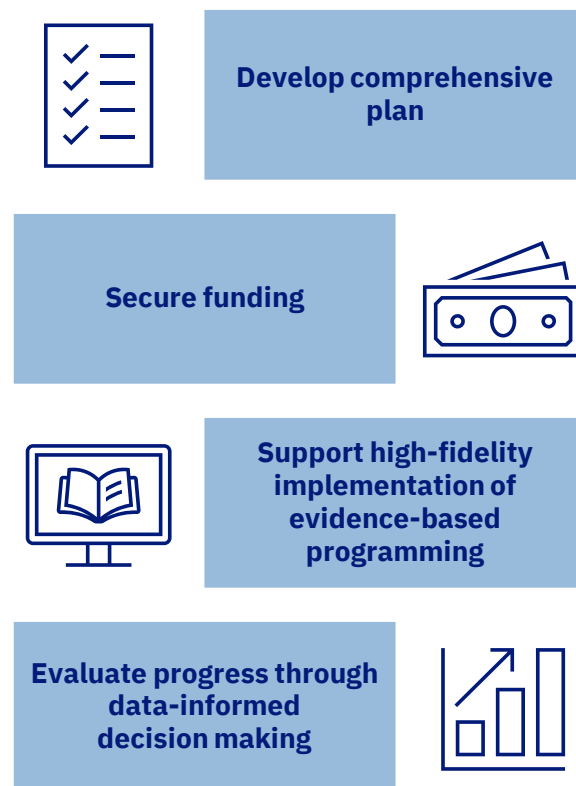 Develop comprehensive
plan
Secure funding
Support high-fidelity
implementation of
evidence-based
programming
Evaluate progress through
data-informed
decision making